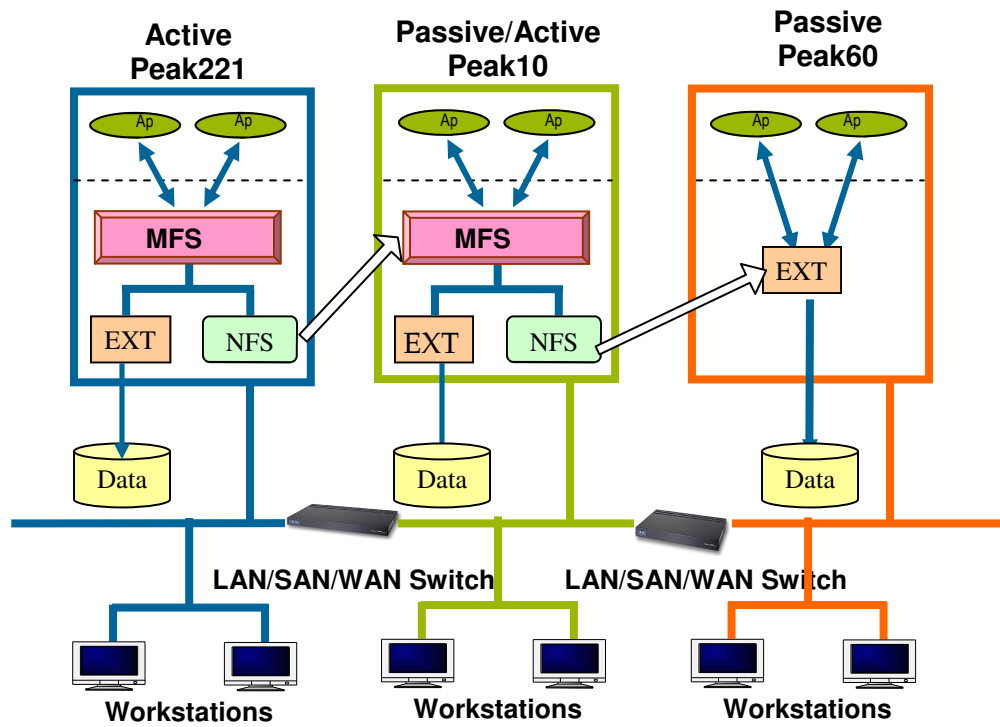 Active
Peak221
Passive/Active
Peak10
Passive
Peak60
Ap
Ap
Ap
Ap
Ap
Ap
MFS
MFS
EXT
EXT
NFS
EXT
NFS
Data
Data
Data
LAN/SAN/WAN Switch
LAN/SAN/WAN Switch
Workstations
Workstations
Workstations